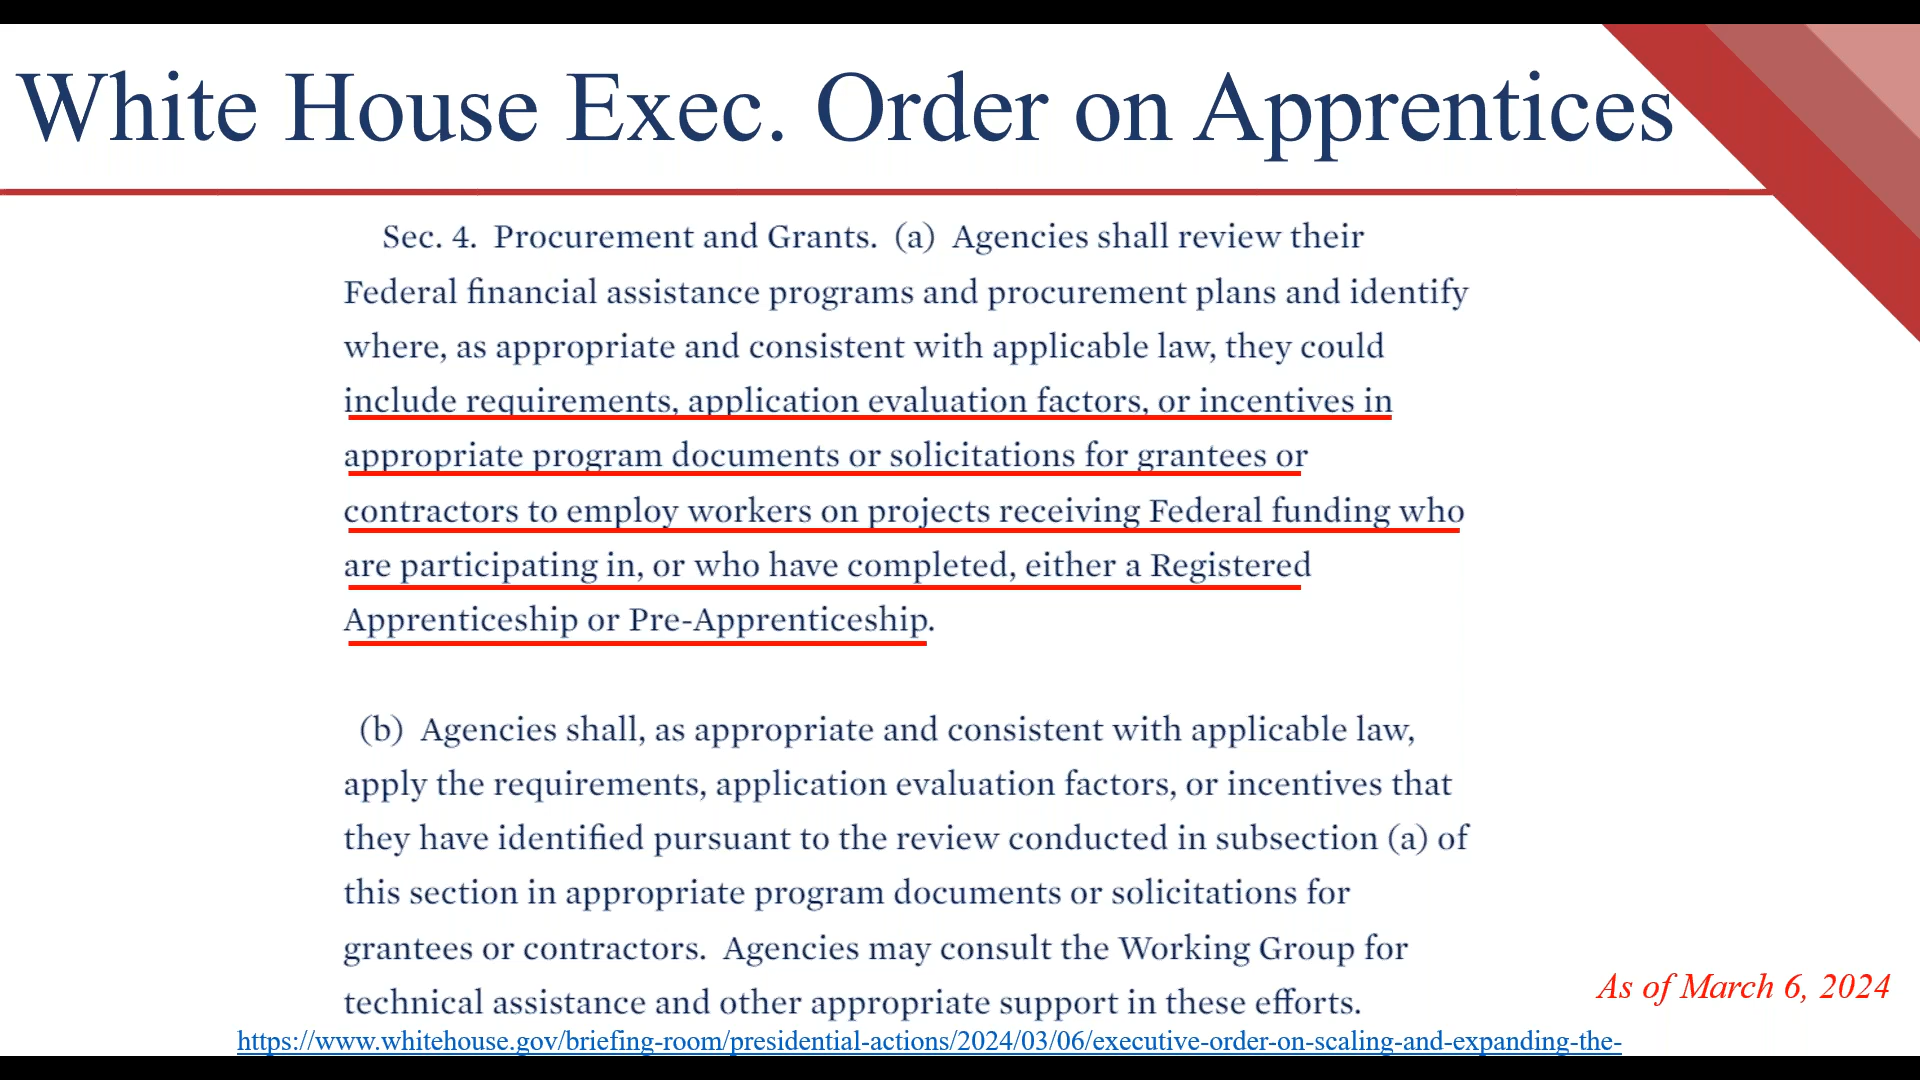 White House Exec. Order on Apprentices
Sec. 4.  Procurement and Grants.  (a)  Agencies shall review their
Federal financial assistance programs and procurement plans and identify
where, as appropriate and consistent with applicable law, they could
include requirements, application evaluation factors, or incentives in
appropriate program documents or solicitations for grantees or
contractors to employ workers on projects receiving Federal funding who
are participating in, or who have completed, either a Registered
Apprenticeship or Pre-Apprenticeship.
(b)  Agencies shall, as appropriate and consistent with applicable law,
apply the requirements, application evaluation factors, or incentives that
they have identified pursuant to the review conducted in subsection (a) of
this section in appropriate program documents or solicitations for
grantees or contractors.  Agencies may consult the Working Group for
technical assistance and other appropriate support in these efforts.
As of March 6, 2024
https://www.whitehouse.gov/briefing-room/presidential-actions/2024/03/06/executive-order-on-scaling-and-expanding-the-